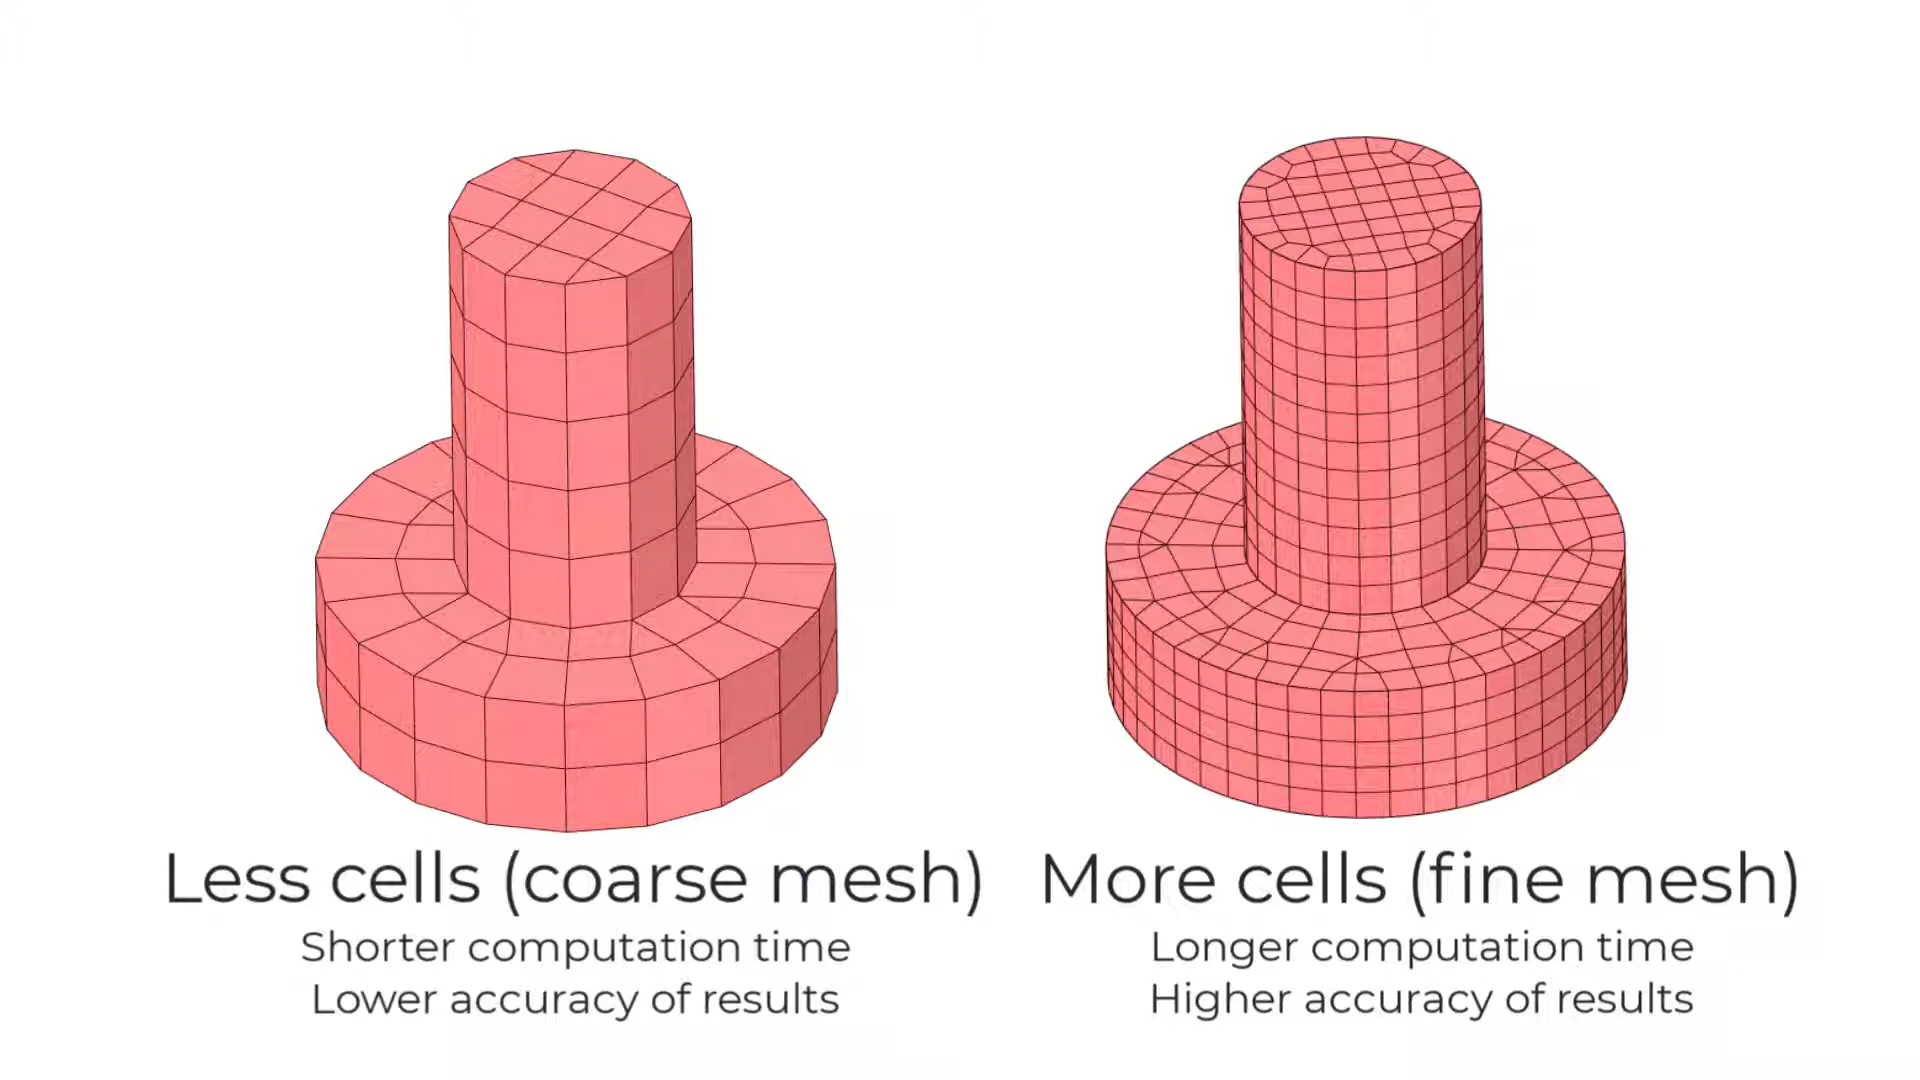 Less cells (coarse mesh)
Shorter computation time
Lower accuracy of results
More cells (fine mesh)
Longer computation time
Higher accuracy of results